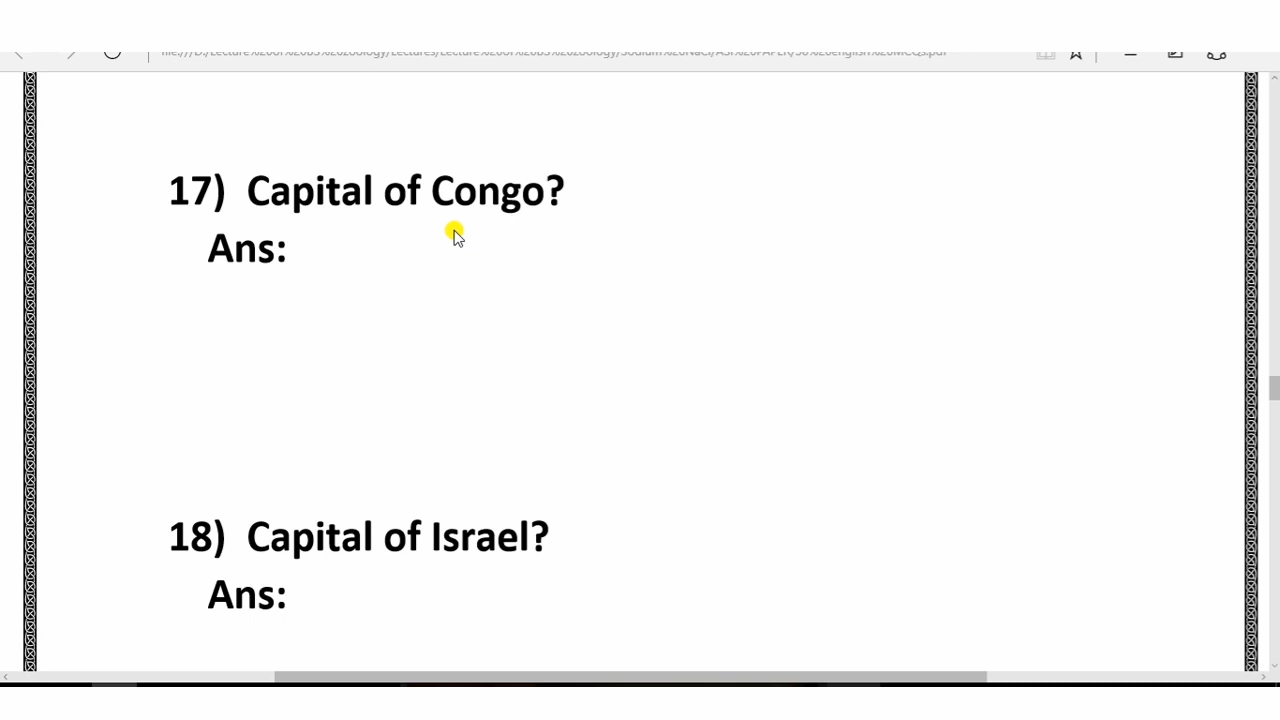 17) Capital of Congo?
Ans:
18) Capital of Israel?
Ans: